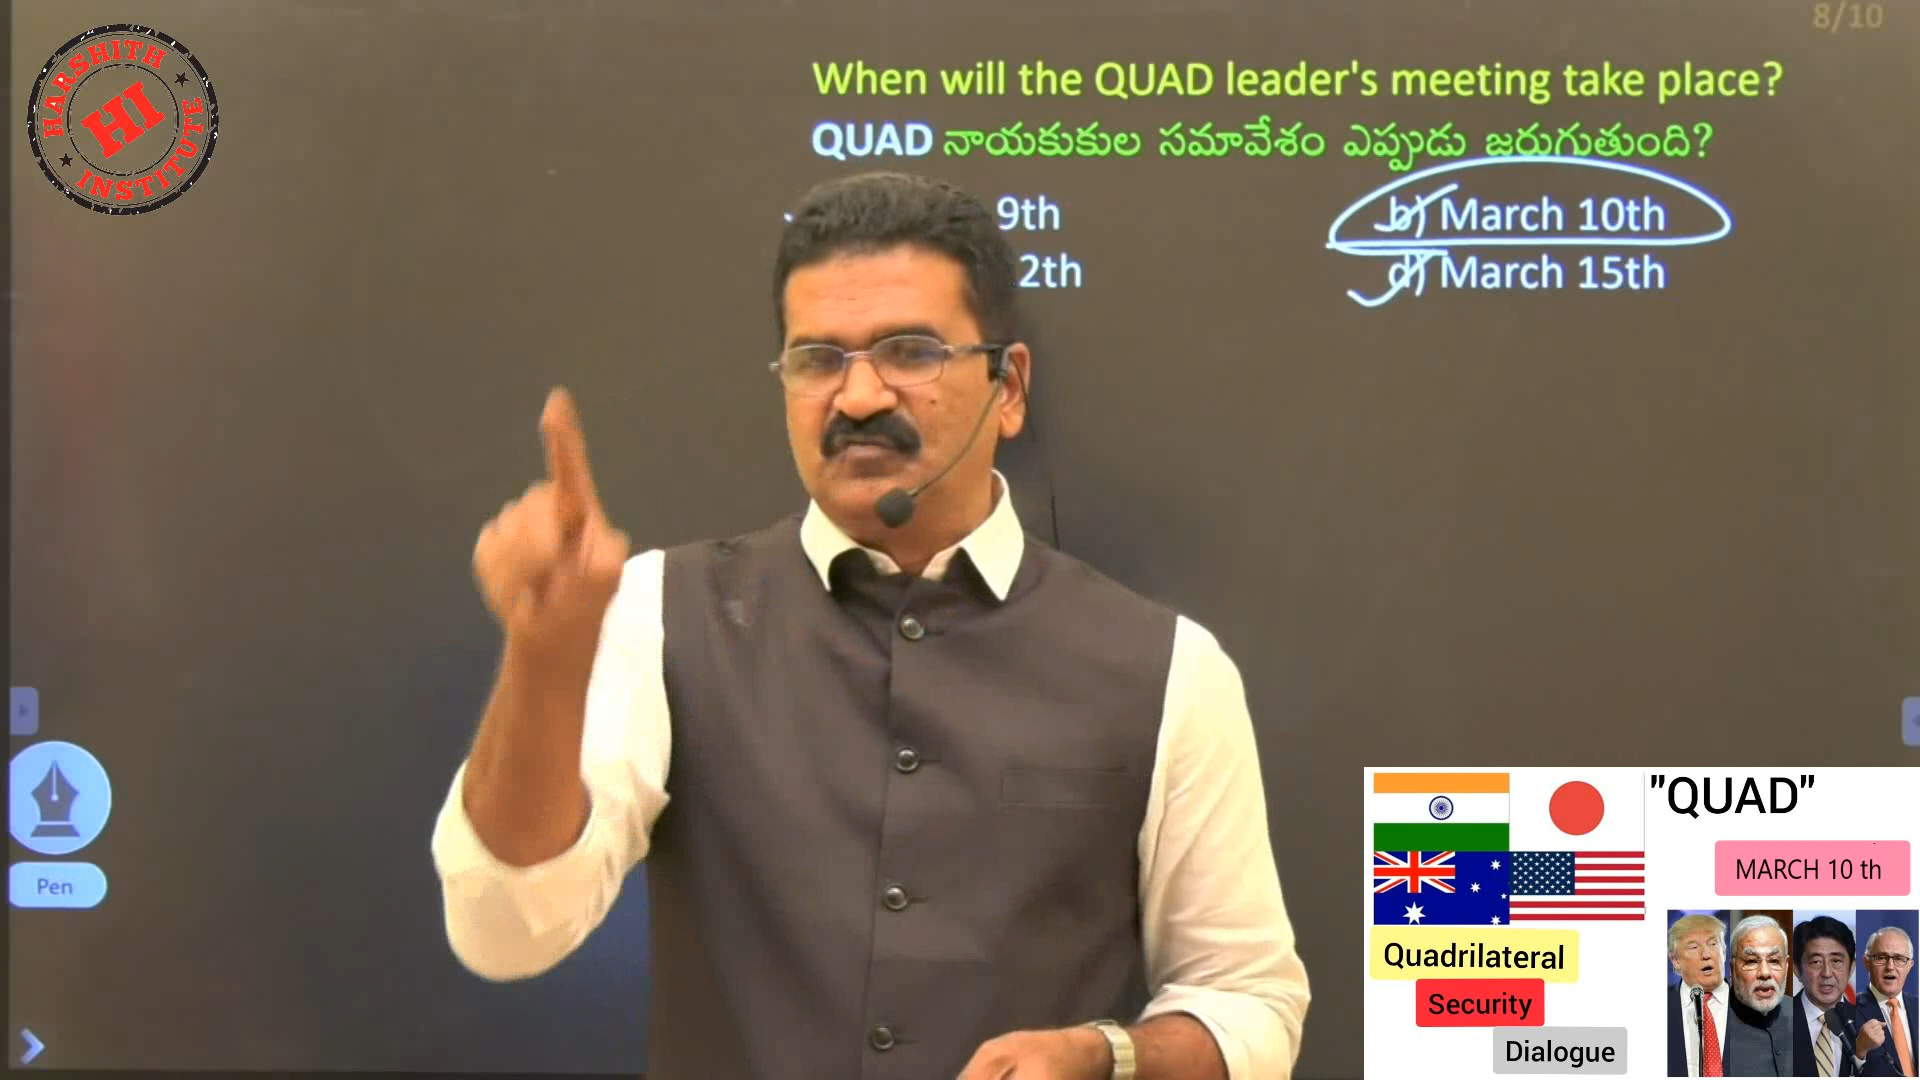 8/10
HARSHITH
HI
INSTITUTE
When will the QUAD leader's meeting take place?
QUAD నాయకుకుల సమావేశం ఎప్పుడు జరుగుతుంది?
9th
b) March 10th
2th
d) March 15th
Pen
"QUAD"
MARCH 10 th
Quadrilateral
Security
Dialogue